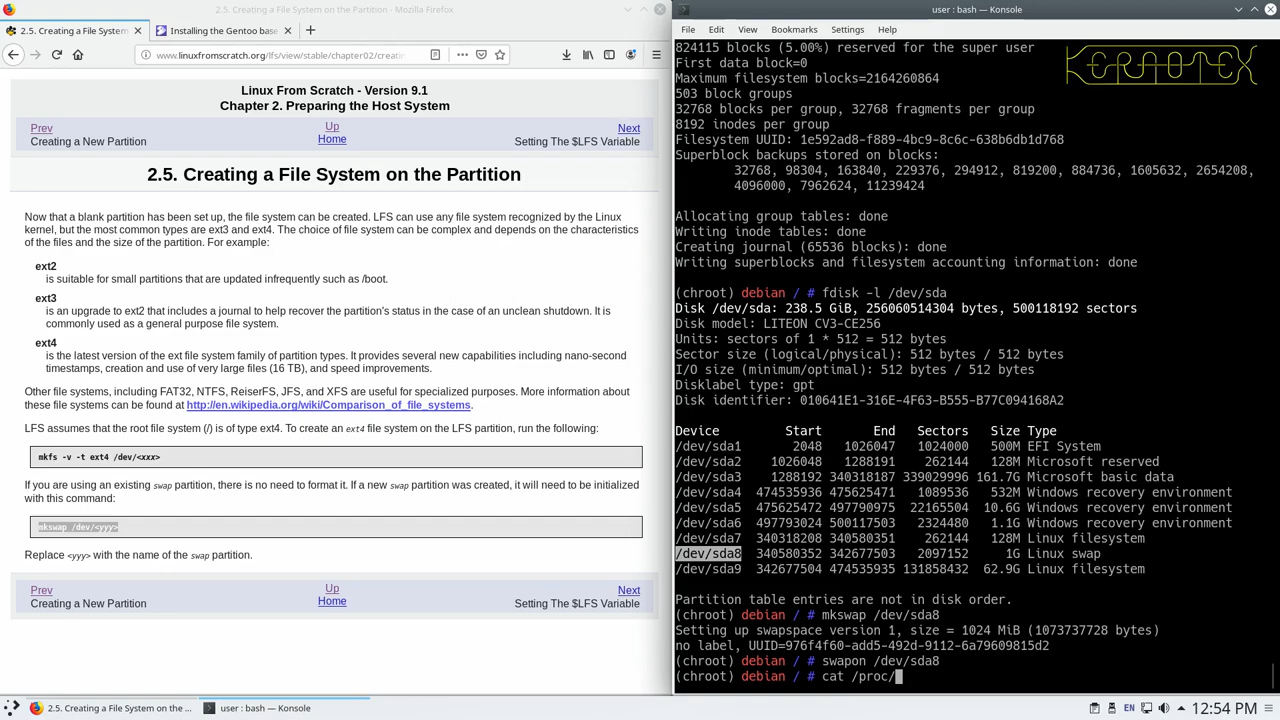 2.5. Creating a File System on the Partition - Mozilla Firefox
2.5. Creating a File System
Installing the Gentoo base
www.linuxfromscratch.org/lfs/view/stable/chapter02/creatin
Linux From Scratch - Version 9.1
Chapter 2. Preparing the Host System
Prev
Up
Next
Creating a New Partition
Home
Setting The $LFS Variable
2.5. Creating a File System on the Partition
Now that a blank partition has been set up, the file system can be created. LFS can use any file system recognized by the Linux
kernel, but the most common types are ext3 and ext4. The choice of file system can be complex and depends on the characteristics
of the files and the size of the partition. For example:
ext2
is suitable for small partitions that are updated infrequently such as /boot.
ext3
is an upgrade to ext2 that includes a journal to help recover the partition's status in the case of an unclean shutdown. It is
commonly used as a general purpose file system.
ext4
is the latest version of the ext file system family of partition types. It provides several new capabilities including nano-second
timestamps, creation and use of very large files (16 TB), and speed improvements.
Other file systems, including FAT32, NTFS, ReiserFS, JFS, and XFS are useful for specialized purposes. More information about
these file systems can be found at http://en.wikipedia.org/wiki/Comparison_of_file_systems.
LFS assumes that the root file system (/) is of type ext4. To create an ext4 file system on the LFS partition, run the following:
mkfs -v -t ext4 /dev/<xxx>
If you are using an existing swap partition, there is no need to format it. If a new swap partition was created, it will need to be initialized
with this command:
mkswap /dev/<yyy>
Replace <yyy> with the name of the swap partition.
Prev
Up
Next
Creating a New Partition
Home
Setting The $LFS Variable
user : bash — Konsole
File Edit View Bookmarks Settings Help
KERNOTEX
824115 blocks (5.00%) reserved for the super user
First data block=0
Maximum filesystem blocks=2164260864
503 block groups
32768 blocks per group, 32768 fragments per group
8192 inodes per group
Filesystem UUID: 1e592ad8-f889-4bc9-8c6c-638b6db1d768
Superblock backups stored on blocks:
32768, 98304, 163840, 229376, 294912, 819200, 884736, 1605632, 2654208,
4096000, 7962624, 11239424
Allocating group tables: done
Writing inode tables: done
Creating journal (65536 blocks): done
Writing superblocks and filesystem accounting information: done
(chroot) debian / # fdisk -l /dev/sda
Disk /dev/sda: 238.5 GiB, 256060514304 bytes, 500118192 sectors
Disk model: LITEON CV3-CE256
Units: sectors of 1 * 512 = 512 bytes
Sector size (logical/physical): 512 bytes / 512 bytes
I/O size (minimum/optimal): 512 bytes / 512 bytes
Disklabel type: gpt
Disk identifier: 010641E1-316E-4F63-B555-B77C094168A2
Device Start End Sectors Size Type
/dev/sda1 2048 1026047 1024000 500M EFI System
/dev/sda2 1026048 1288191 262144 128M Microsoft reserved
/dev/sda3 1288192 340318187 339029996 161.7G Microsoft basic data
/dev/sda4 474535936 475625471 1089536 532M Windows recovery environment
/dev/sda5 475625472 497790975 22165504 10.6G Windows recovery environment
/dev/sda6 497793024 500117503 2324480 1.1G Windows recovery environment
/dev/sda7 340318208 340580351 262144 128M Linux filesystem
/dev/sda8 340580352 342677503 2097152 1G Linux swap
/dev/sda9 342677504 474535935 131858432 62.9G Linux filesystem
Partition table entries are not in disk order.
(chroot) debian / # mkswap /dev/sda8
Setting up swapspace version 1, size = 1024 MiB (1073737728 bytes)
no label, UUID=976f4f60-add5-492d-9112-6a79609815d2
(chroot) debian / # swapon /dev/sda8
(chroot) debian / # cat /proc/
2.5. Creating a File System on the ...
user : bash — Konsole
EN
12:54 PM